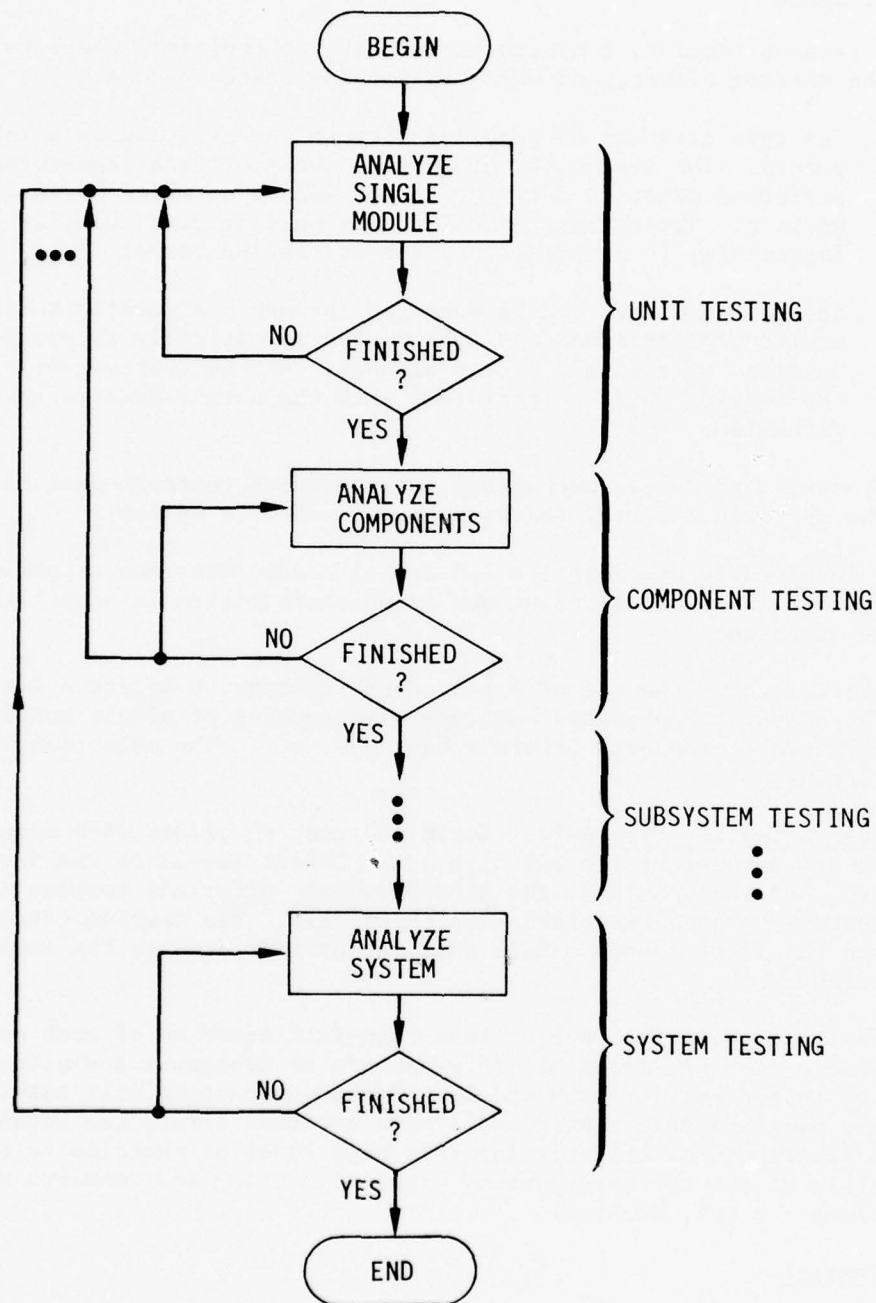 BEGIN
ANALYZE
SINGLE
MODULE
UNIT TESTING
NO
FINISHED
?
YES
ANALYZE
COMPONENTS
COMPONENT TESTING
NO
FINISHED
?
YES
SUBSYSTEM TESTING
ANALYZE
SYSTEM
SYSTEM TESTING
NO
FINISHED
?
YES
END